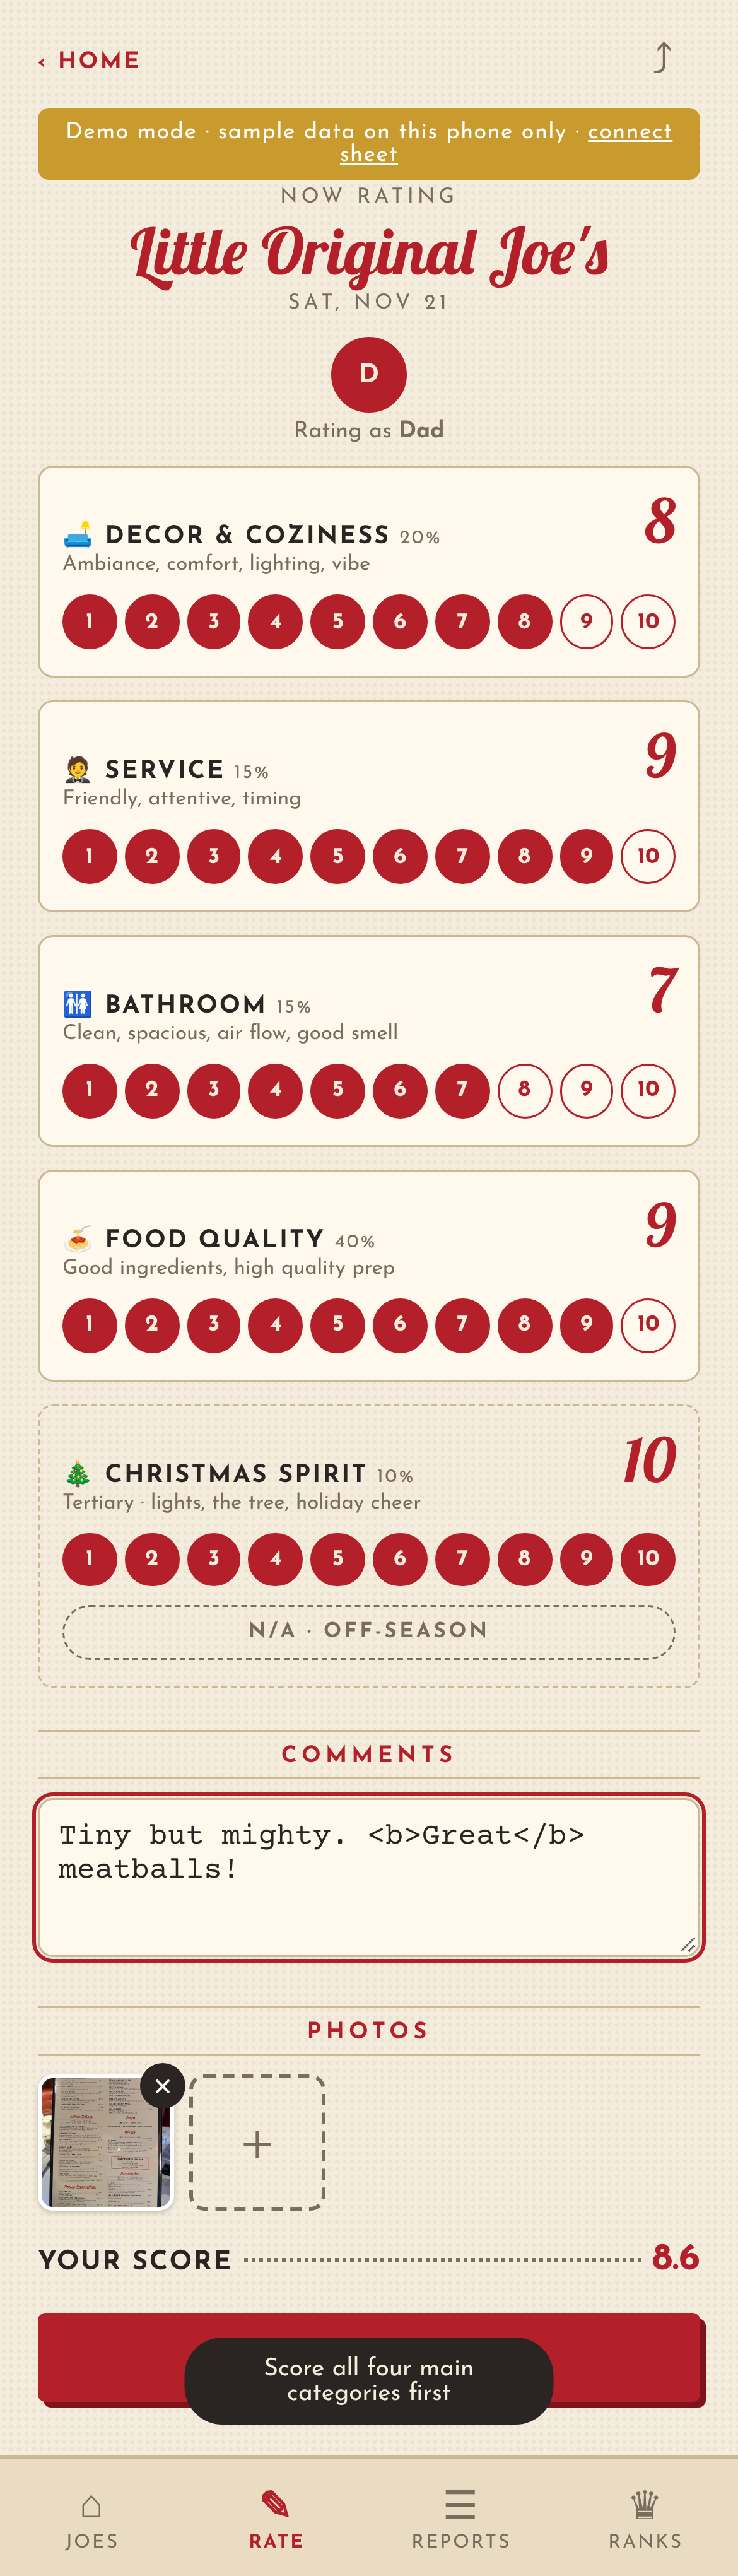 ‹ HOME
Demo mode · sample data on this phone only · connect
sheet
NOW RATING
Little Original Joe's
SAT, NOV 21
D
Rating as Dad
DECOR & COZINESS 20%
8
Ambiance, comfort, lighting, vibe
1 2 3 4 5 6 7 8 9 10
SERVICE 15%
9
Friendly, attentive, timing
1 2 3 4 5 6 7 8 9 10
BATHROOM 15%
7
Clean, spacious, air flow, good smell
1 2 3 4 5 6 7 8 9 10
FOOD QUALITY 40%
9
Good ingredients, high quality prep
1 2 3 4 5 6 7 8 9 10
CHRISTMAS SPIRIT 10%
10
Tertiary · lights, the tree, holiday cheer
1 2 3 4 5 6 7 8 9 10
N/A · OFF-SEASON
COMMENTS
Tiny but mighty. <b>Great</b>
meatballs!
PHOTOS
YOUR SCORE 8.6
Score all four main
categories first
JOES RATE REPORTS RANKS